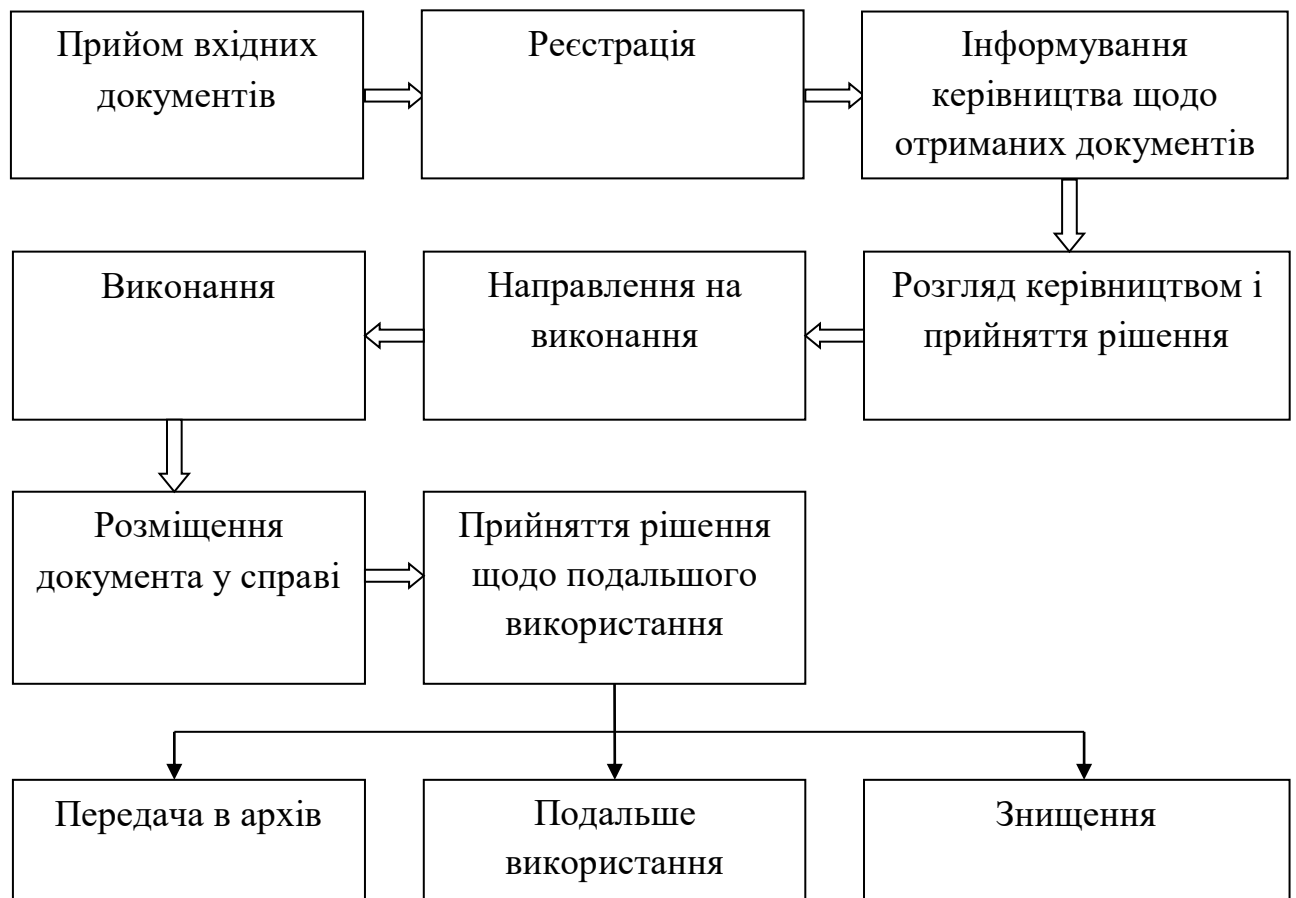 Прийом вхідних
документів
Реєстрація
Інформування
керівництва щодо
отриманих документів
Виконання
Направлення на
виконання
Розгляд керівництвом і
прийняття рішення
Розміщення
документа у справі
Прийняття рішення
щодо подальшого
використання
Передача в архів
Подальше
використання
Знищення